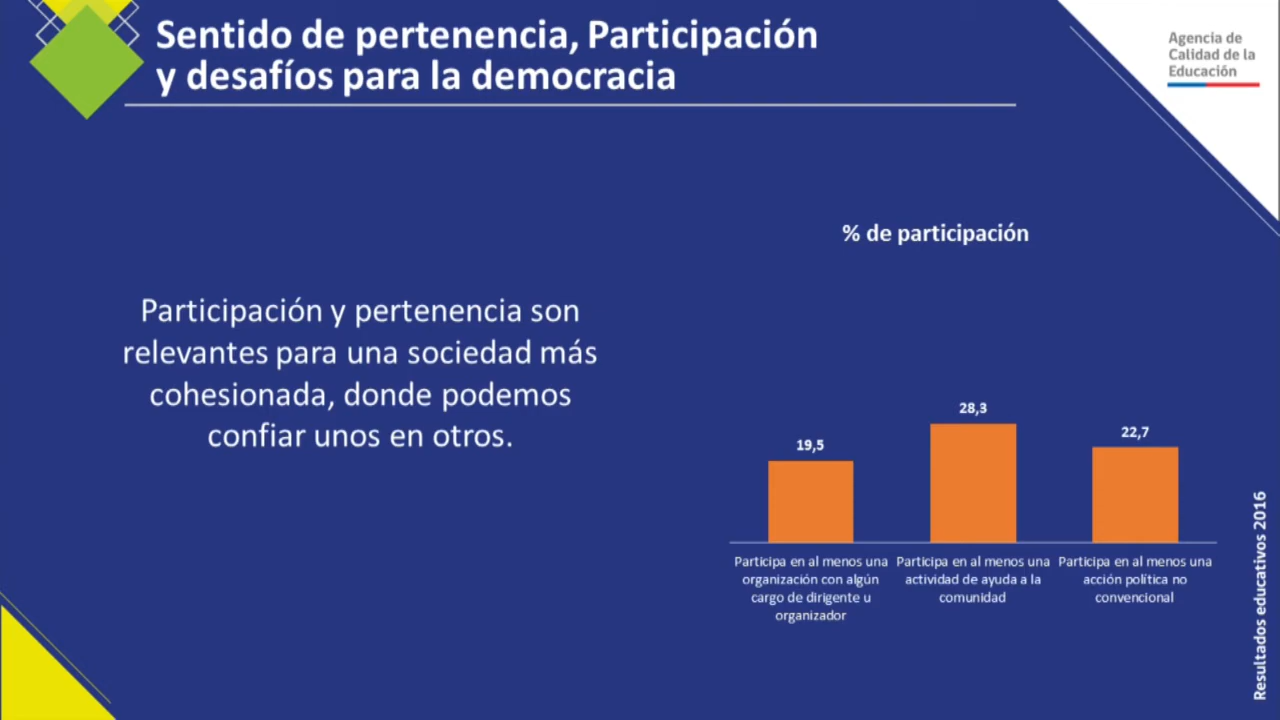 Sentido de pertenencia, Participación
y desafíos para la democracia
Agencia de
Calidad de la
Educación
Participación y pertenencia son
relevantes para una sociedad más
cohesionada, donde podemos
confiar unos en otros.
% de participación
19,5
28,3
22,7
Participa en al menos una
organización con algún
cargo de dirigente u
organizador
Participa en al menos una
actividad de ayuda a la
comunidad
Participa en al menos una
acción política no
convencional
Resultados educativos 2016